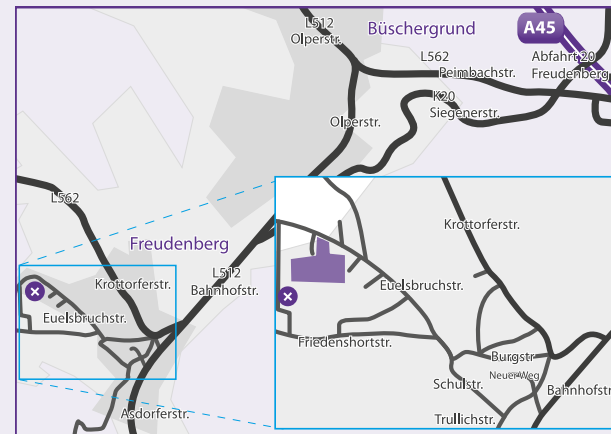 L512
Olperstr.
Büschergrund
A45
L562
Peimbachstr.
Abfahrt 20
Freudenberg
K20
Siegenerstr.
Olperstr.
L562
Freudenberg
L512
Bahnhofstr.
Krottorferstr.
Euelsbruchstr.
Asdorferstr.
Krottorferstr.
Euelsbruchstr.
Friedenshortstr.
Burgstr
Neuer Weg
Schulstr.
Bahnhofstr
Trullichstr.